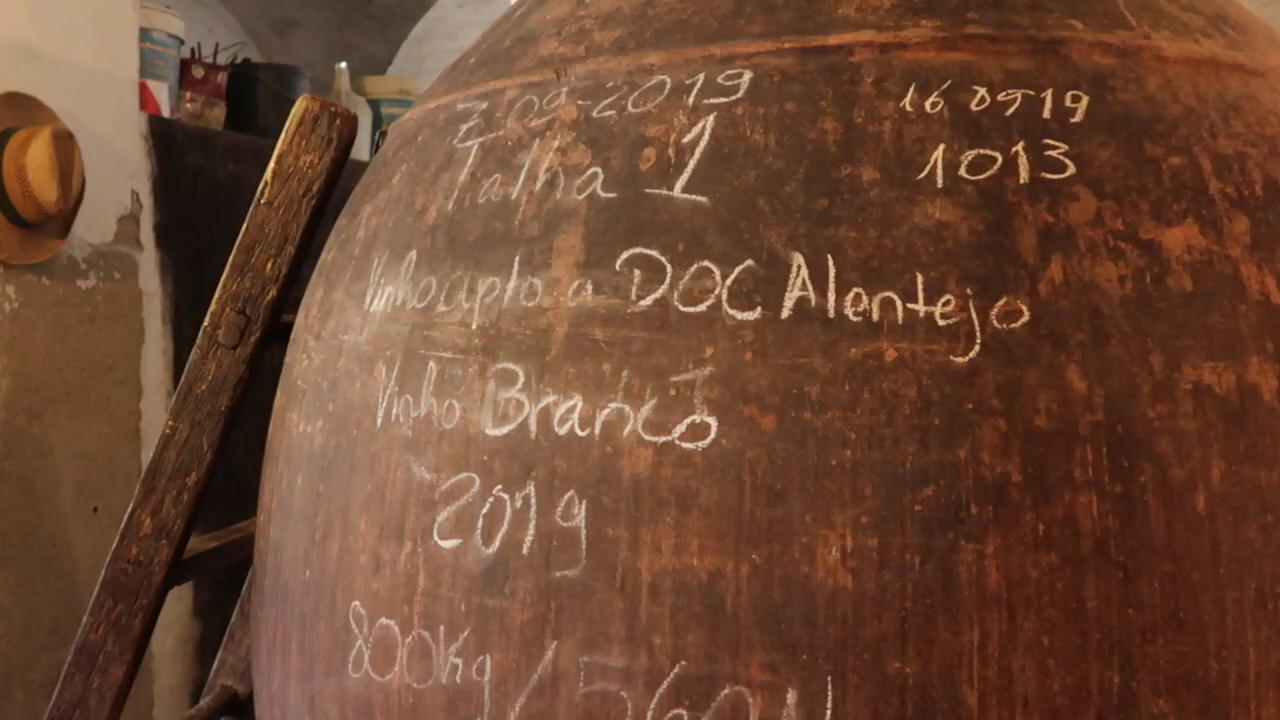 7-09-2019
Talha 1
16 09 19
1013
Vinho apto a DOC Alentejo
Vinho Branco
2019
800Kg /